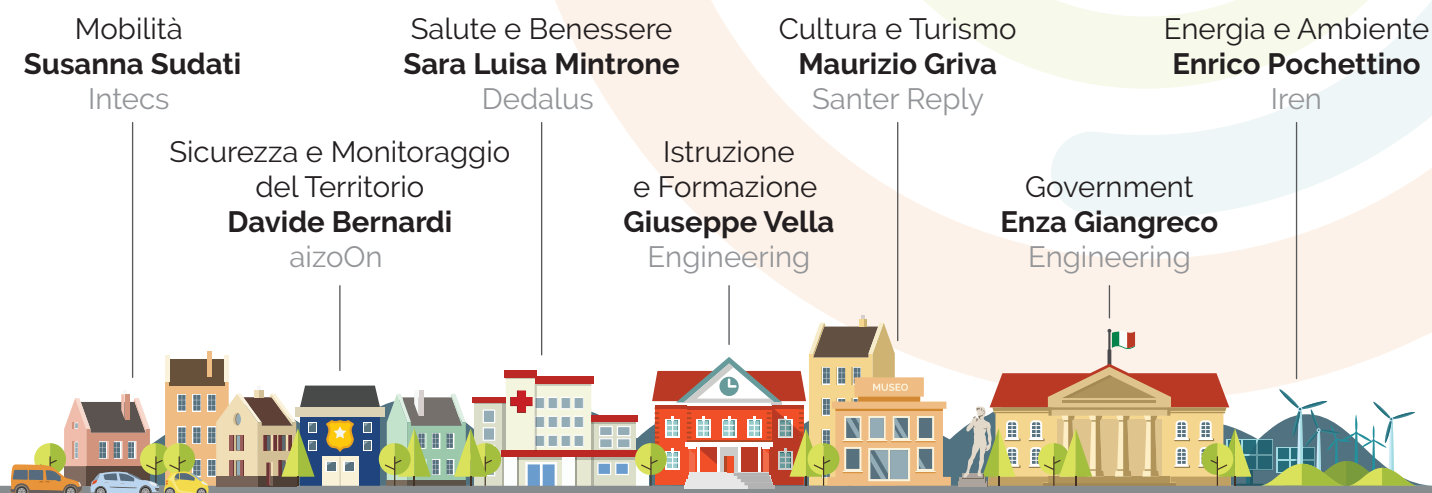 Mobilità
Susanna Sudati
Intecs
Salute e Benessere
Sara Luisa Mintrone
Dedalus
Cultura e Turismo
Maurizio Griva
Santer Reply
Energia e Ambiente
Enrico Pochettino
Iren
Sicurezza e Monitoraggio
del Territorio
Davide Bernardi
aizoOn
Istruzione
e Formazione
Giuseppe Vella
Engineering
Government
Enza Giangreco
Engineering
MUSEO